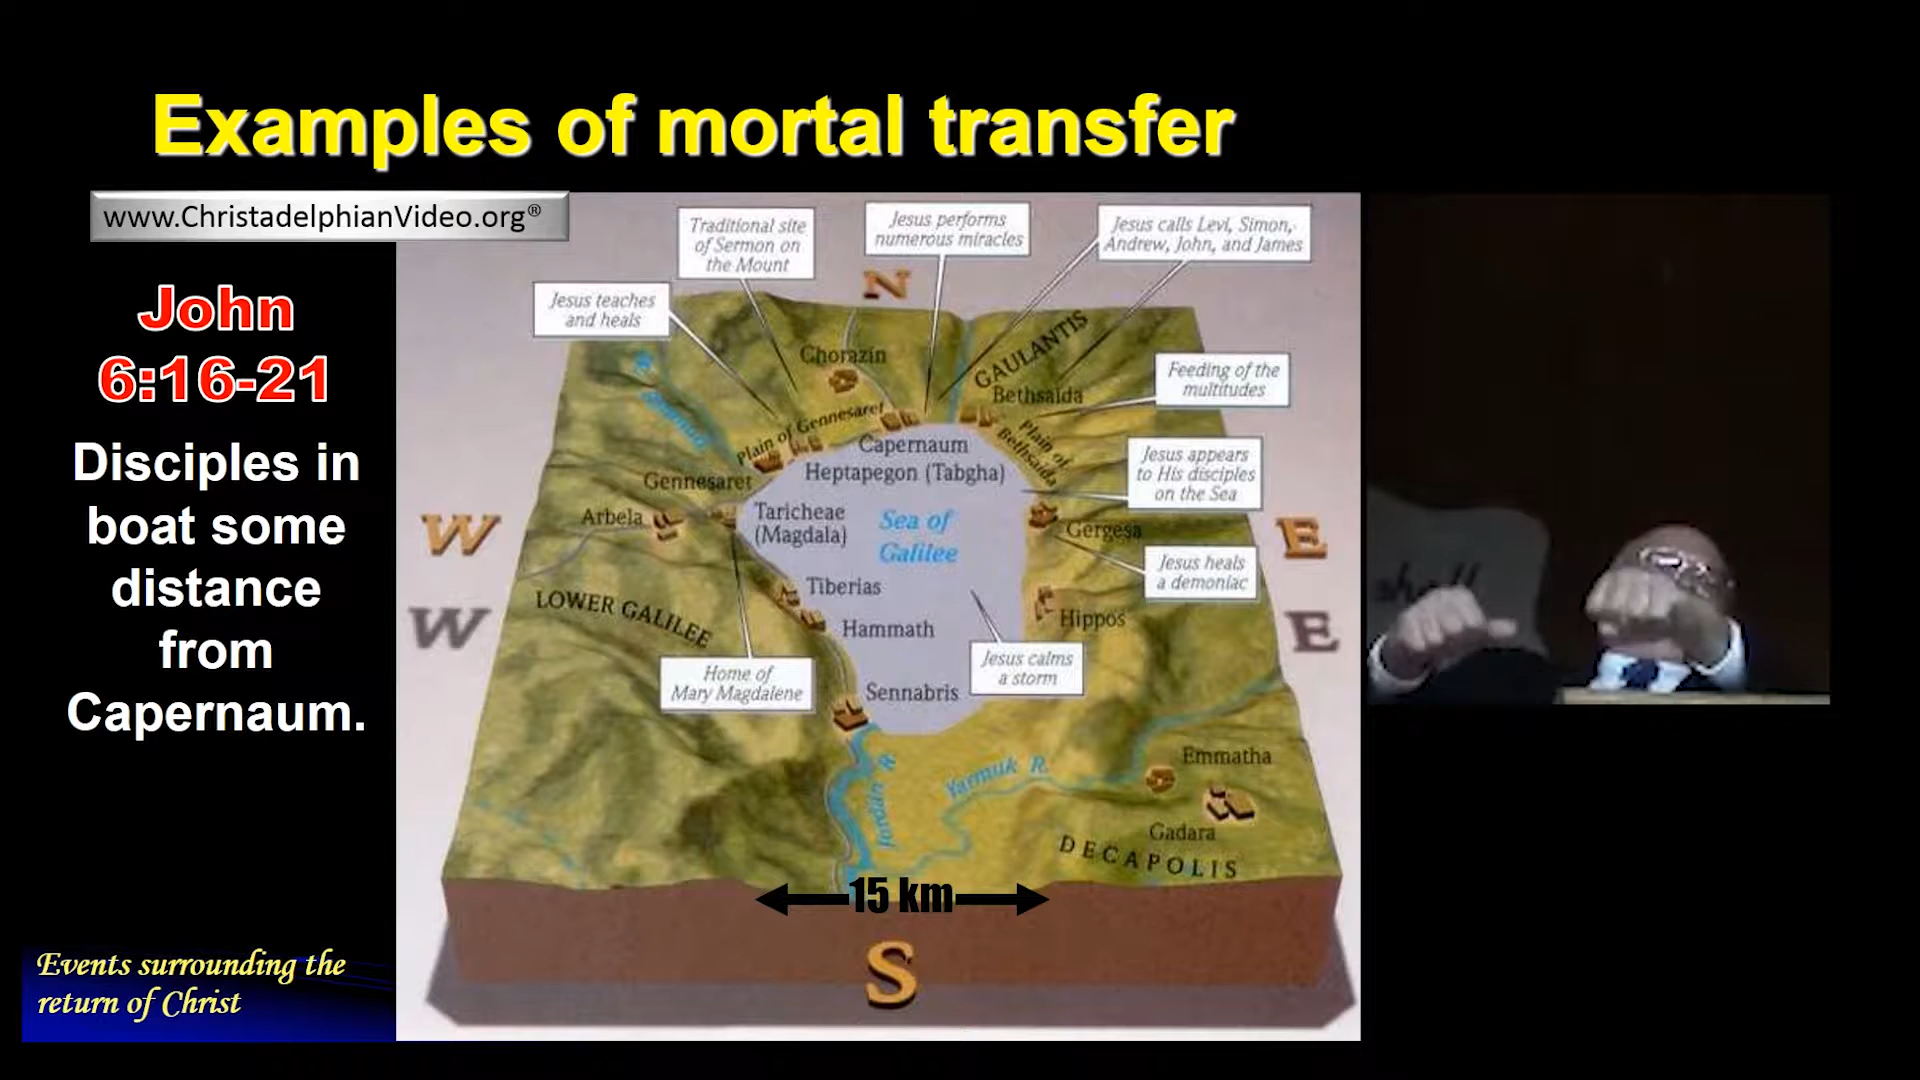 Examples of mortal transfer
www.ChristadelphianVideo.org®
John
6:16-21
Disciples in
boat some
distance
from
Capernaum.
Events surrounding the
return of Christ
Traditional site
of Sermon on
the Mount
Jesus performs
numerous miracles
Jesus calls Levi, Simon,
Andrew, John, and James
Jesus teaches
and heals
N
Chorazin
GAULANTIS
Bethsaida
Feeding of the
multitudes
Plain of Gennesaret
Capernaum
Heptapegon (Tabgha)
Plain of
Bethsaida
Jesus appears
to His disciples
on the Sea
Gennesaret
Arbela
Taricheae
(Magdala)
Sea of
Galilee
Gergesa
W
E
Jesus heals
a demoniac
Tiberias
LOWER GALILEE
Hammath
Hippos
W
E
Home of
Mary Magdalene
Jesus calms
a storm
Sennabris
Jordan R.
Yarmuk R.
Emmatha
Gadara
DECAPOLIS
15 km
S